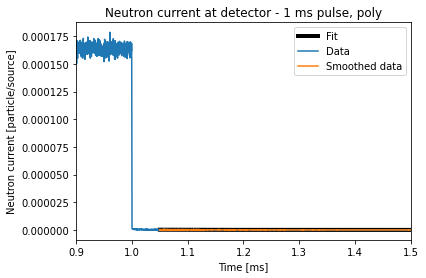 Neutron current at detector - 1 ms pulse, poly
Neutron current [particle/source]
0.000175
0.000150
0.000125
0.000100
0.000075
0.000050
0.000025
0.000000
Fit
Data
Smoothed data
0.9
1.0
1.1
1.2
1.3
1.4
1.5
Time [ms]